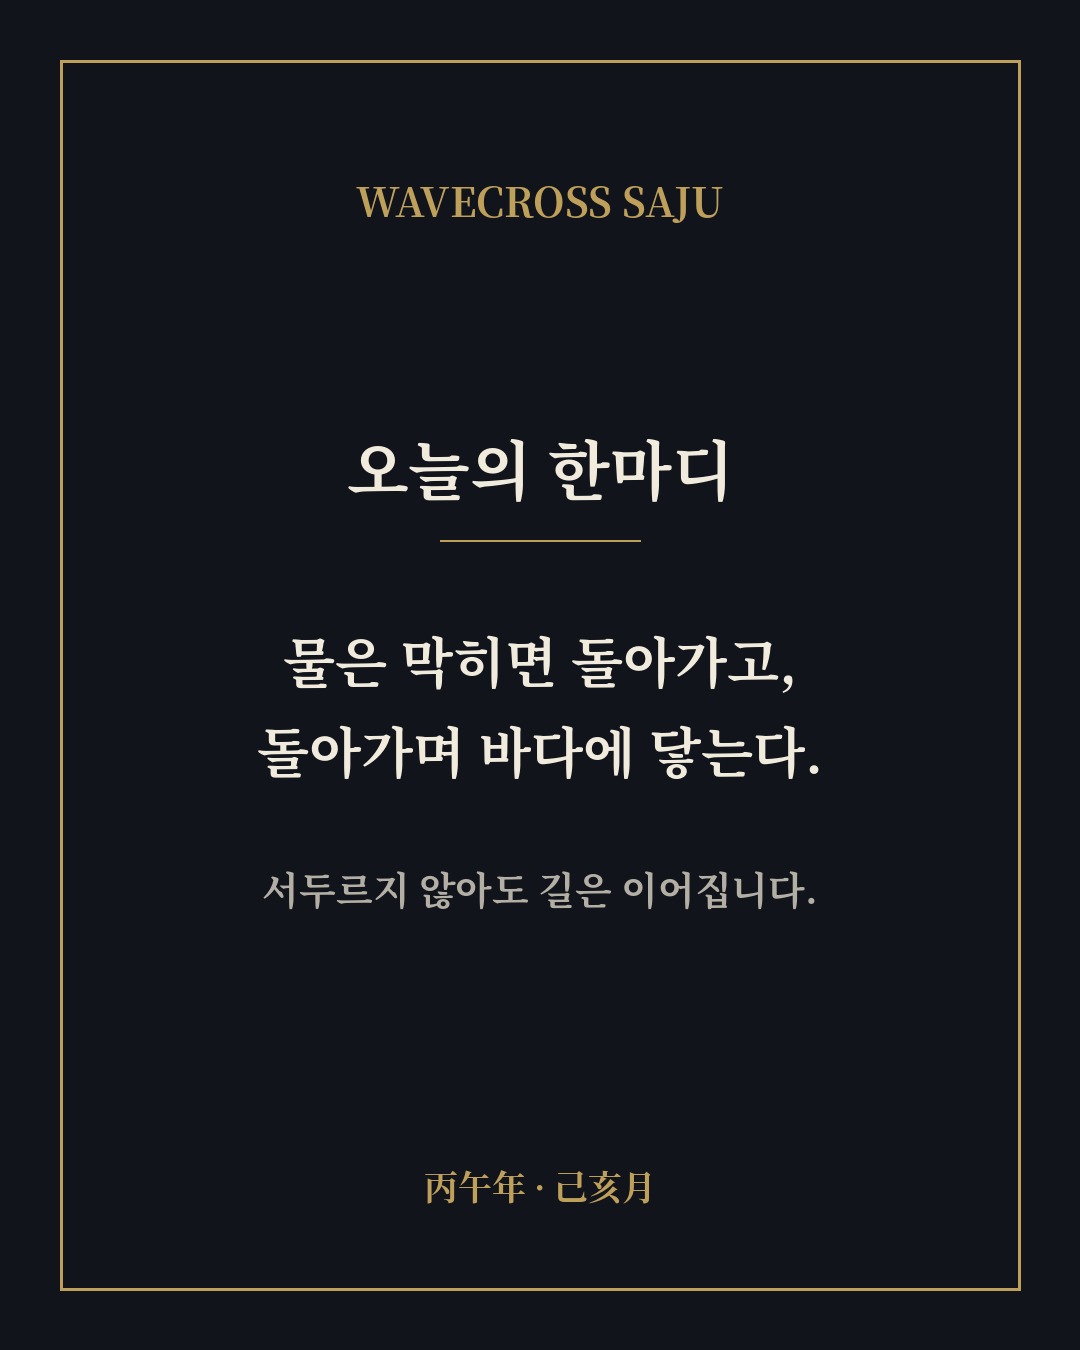 WAVECROSS SAJU
오늘의 한마디
물은 막히면 돌아가고,
돌아가며 바다에 닿는다.
서두르지 않아도 길은 이어집니다.
丙午年 · 己亥月